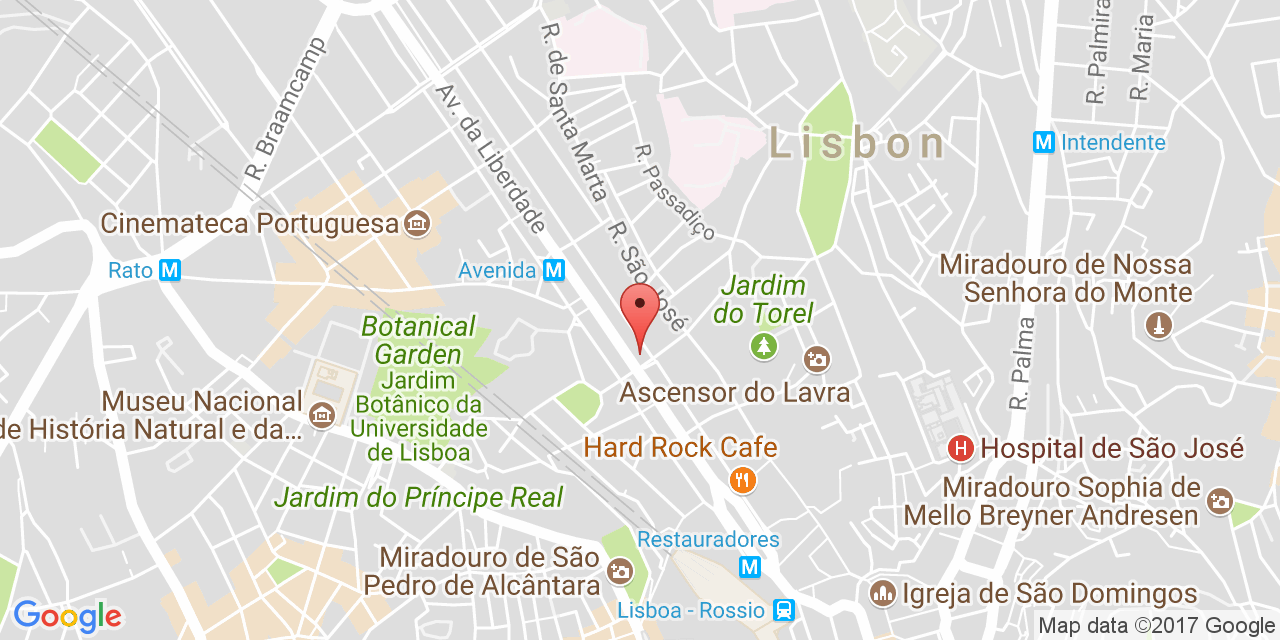 R. Braamcamp
Av. da Liberdade
R. de Santa Marta
R. Passadiço
R. São José
Lisbon
R. Palmira
R. Maria
M Intendente
Cinemateca Portuguesa
Rato M
Avenida M
Miradouro de Nossa
Senhora do Monte
Jardim
do Torel
Botanical
Garden
Jardim
Botânico da
Universidade
de Lisboa
R. Palma
Ascensor do Lavra
Museu Nacional
de História Natural e da...
Hard Rock Cafe
H Hospital de São José
Jardim do Príncipe Real
Miradouro Sophia de
Mello Breyner Andresen
Restauradores
M
Miradouro de São
Pedro de Alcântara
Igreja de São Domingos
Lisboa - Rossio
Google
Map data ©2017 Google